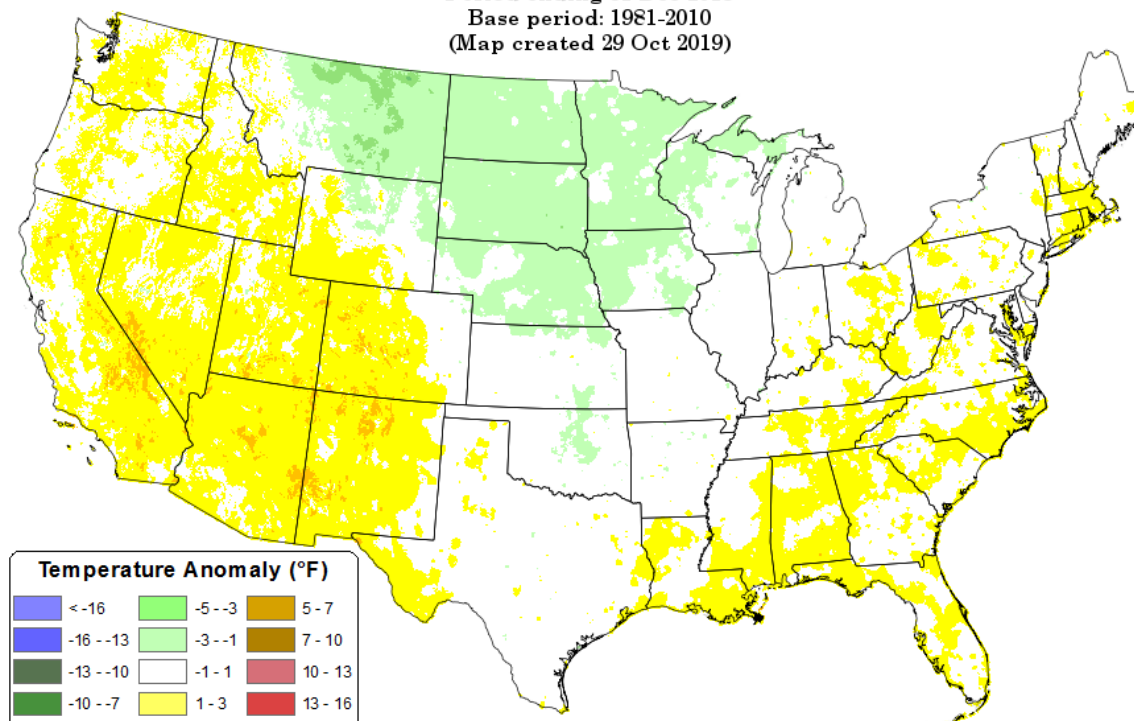 Base period: 1981-2010
(Map created 29 Oct 2019)
Temperature Anomaly (°F)
< -16
-5 - -3
5 - 7
-16 - -13
-3 - -1
7 - 10
-13 - -10
-1 - 1
10 - 13
-10 - -7
1 - 3
13 - 16